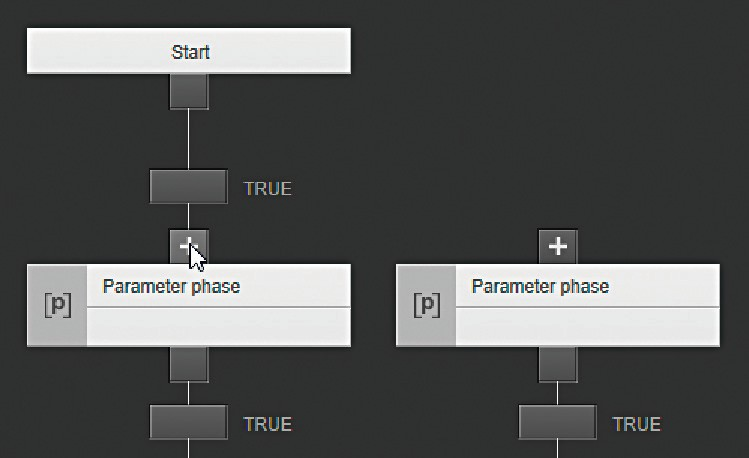 Start
TRUE
+
+
[p] Parameter phase
[p] Parameter phase
TRUE
TRUE